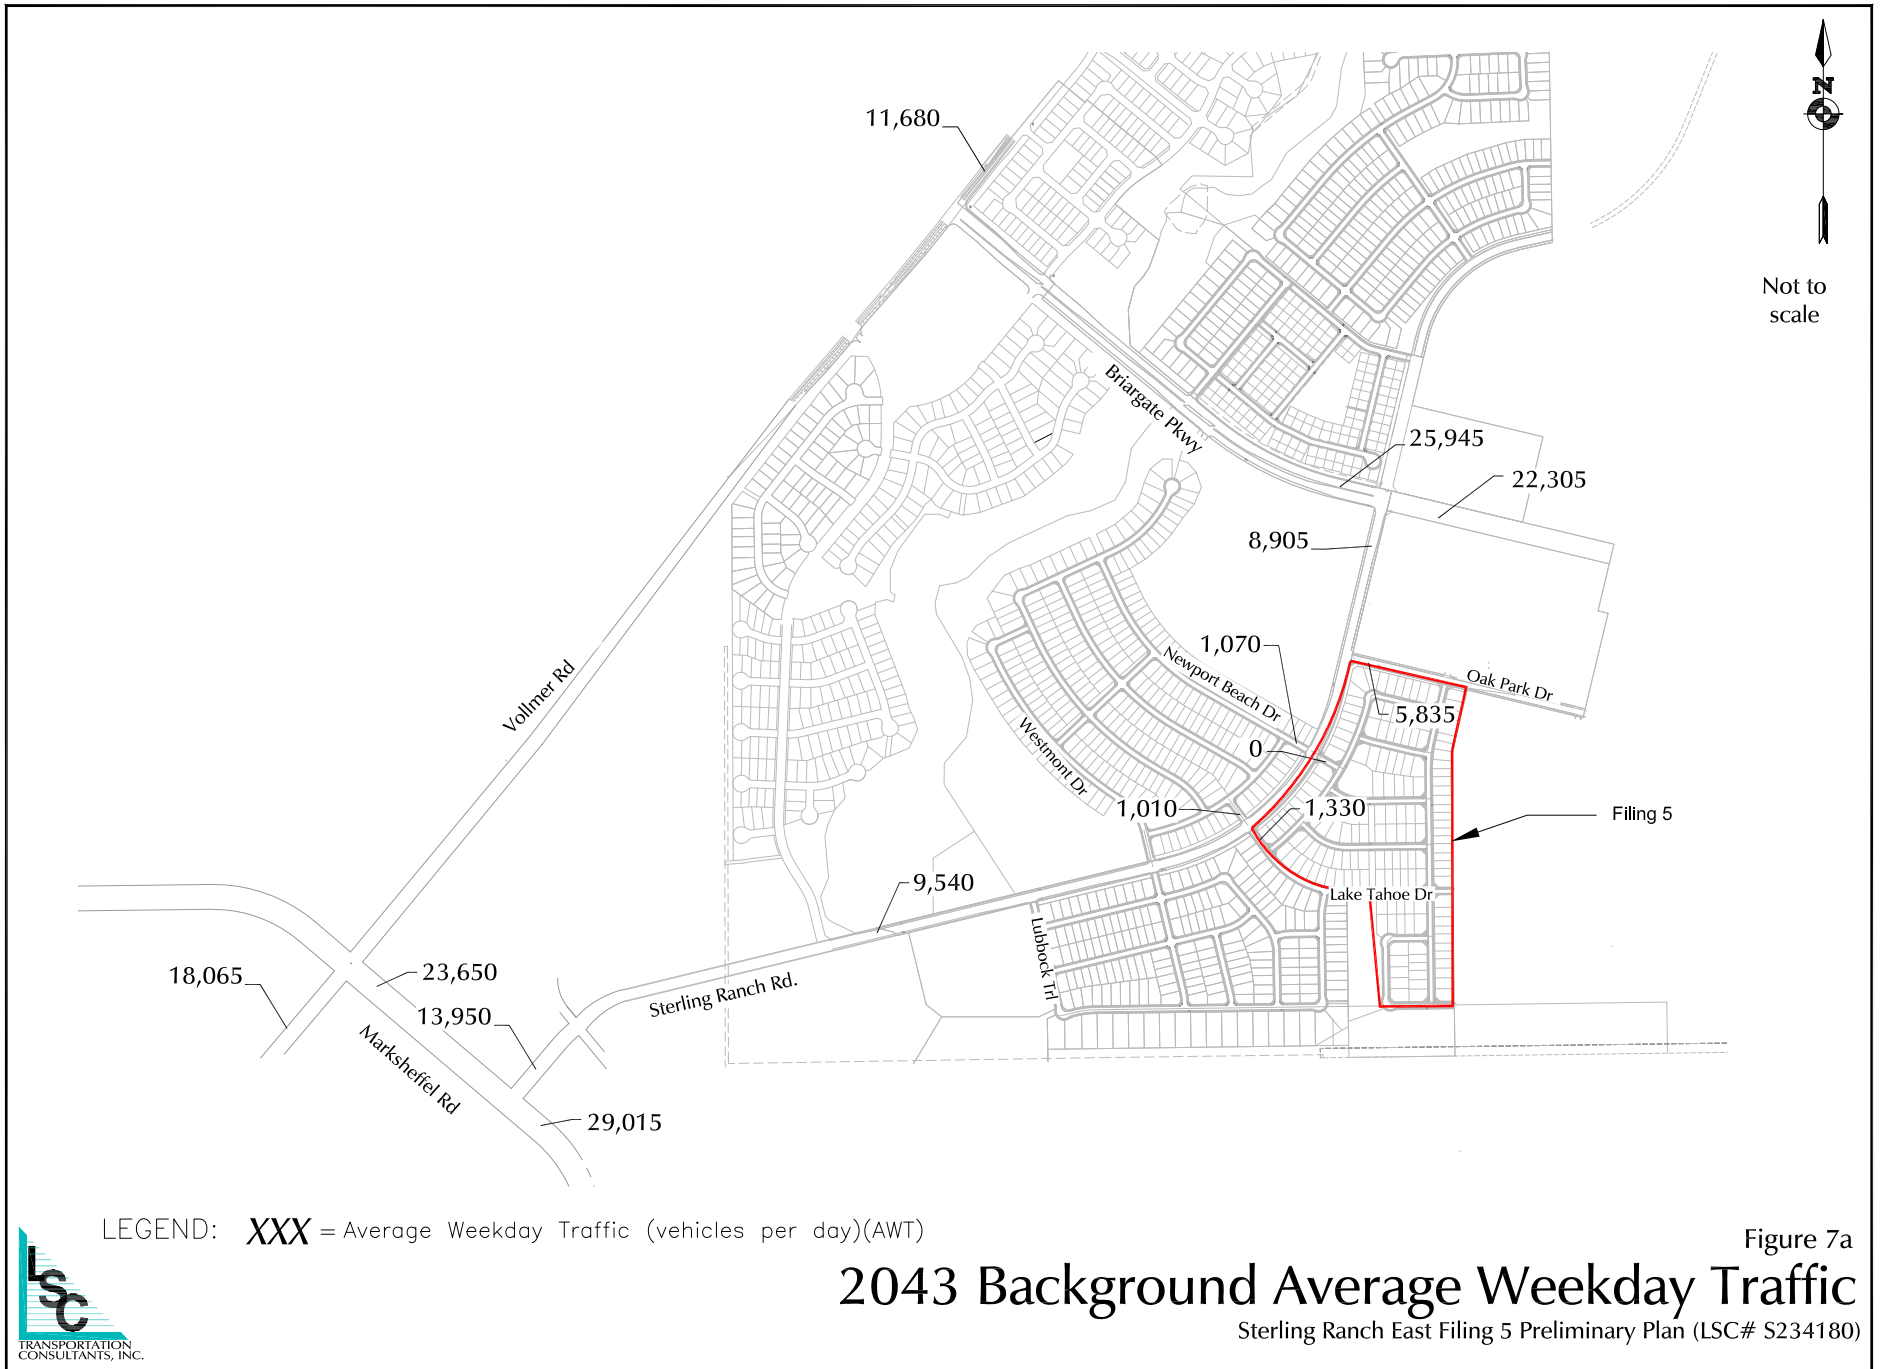 11,680
N
Not to
scale
Briargate Pkwy
25,945
22,305
8,905
1,070
Newport Beach Dr
Oak Park Dr
5,835
Vollmer Rd
Westmont Dr
0
1,010
1,330
Filing 5
9,540
Lake Tahoe Dr
Lubbock Trl
18,065
23,650
Sterling Ranch Rd.
13,950
Marksheffel Rd
29,015
LEGEND: XXX = Average Weekday Traffic (vehicles per day)(AWT)
Figure 7a
2043 Background Average Weekday Traffic
Sterling Ranch East Filing 5 Preliminary Plan (LSC# S234180)
LSC
TRANSPORTATION
CONSULTANTS, INC.